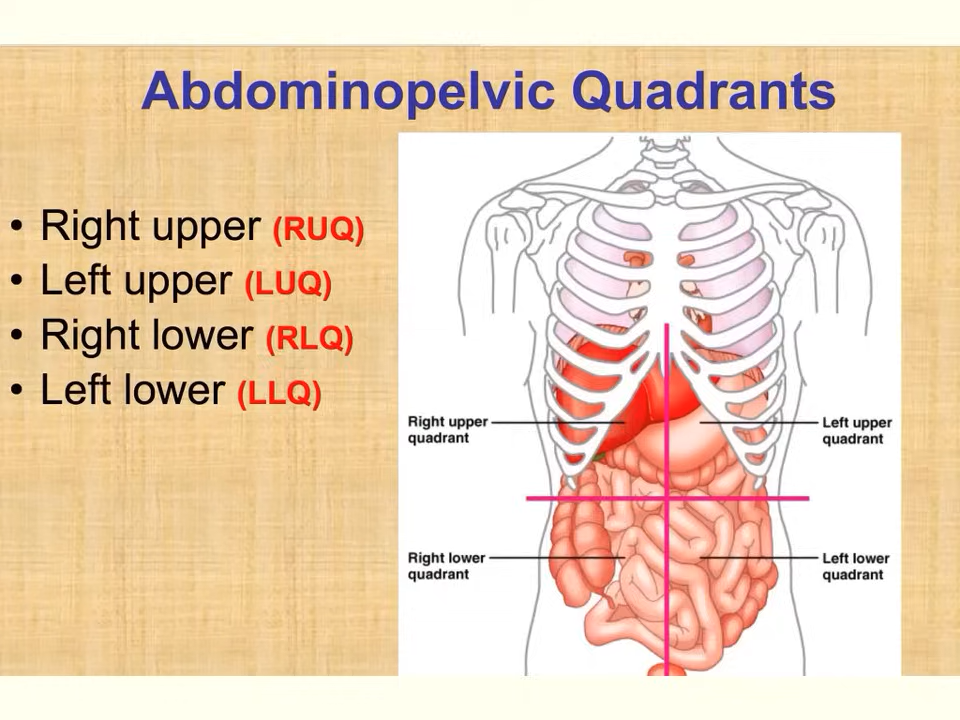 Abdominopelvic Quadrants
• Right upper (RUQ)
• Left upper (LUQ)
• Right lower (RLQ)
• Left lower (LLQ)
Right upper
quadrant
Left upper
quadrant
Right lower
quadrant
Left lower
quadrant